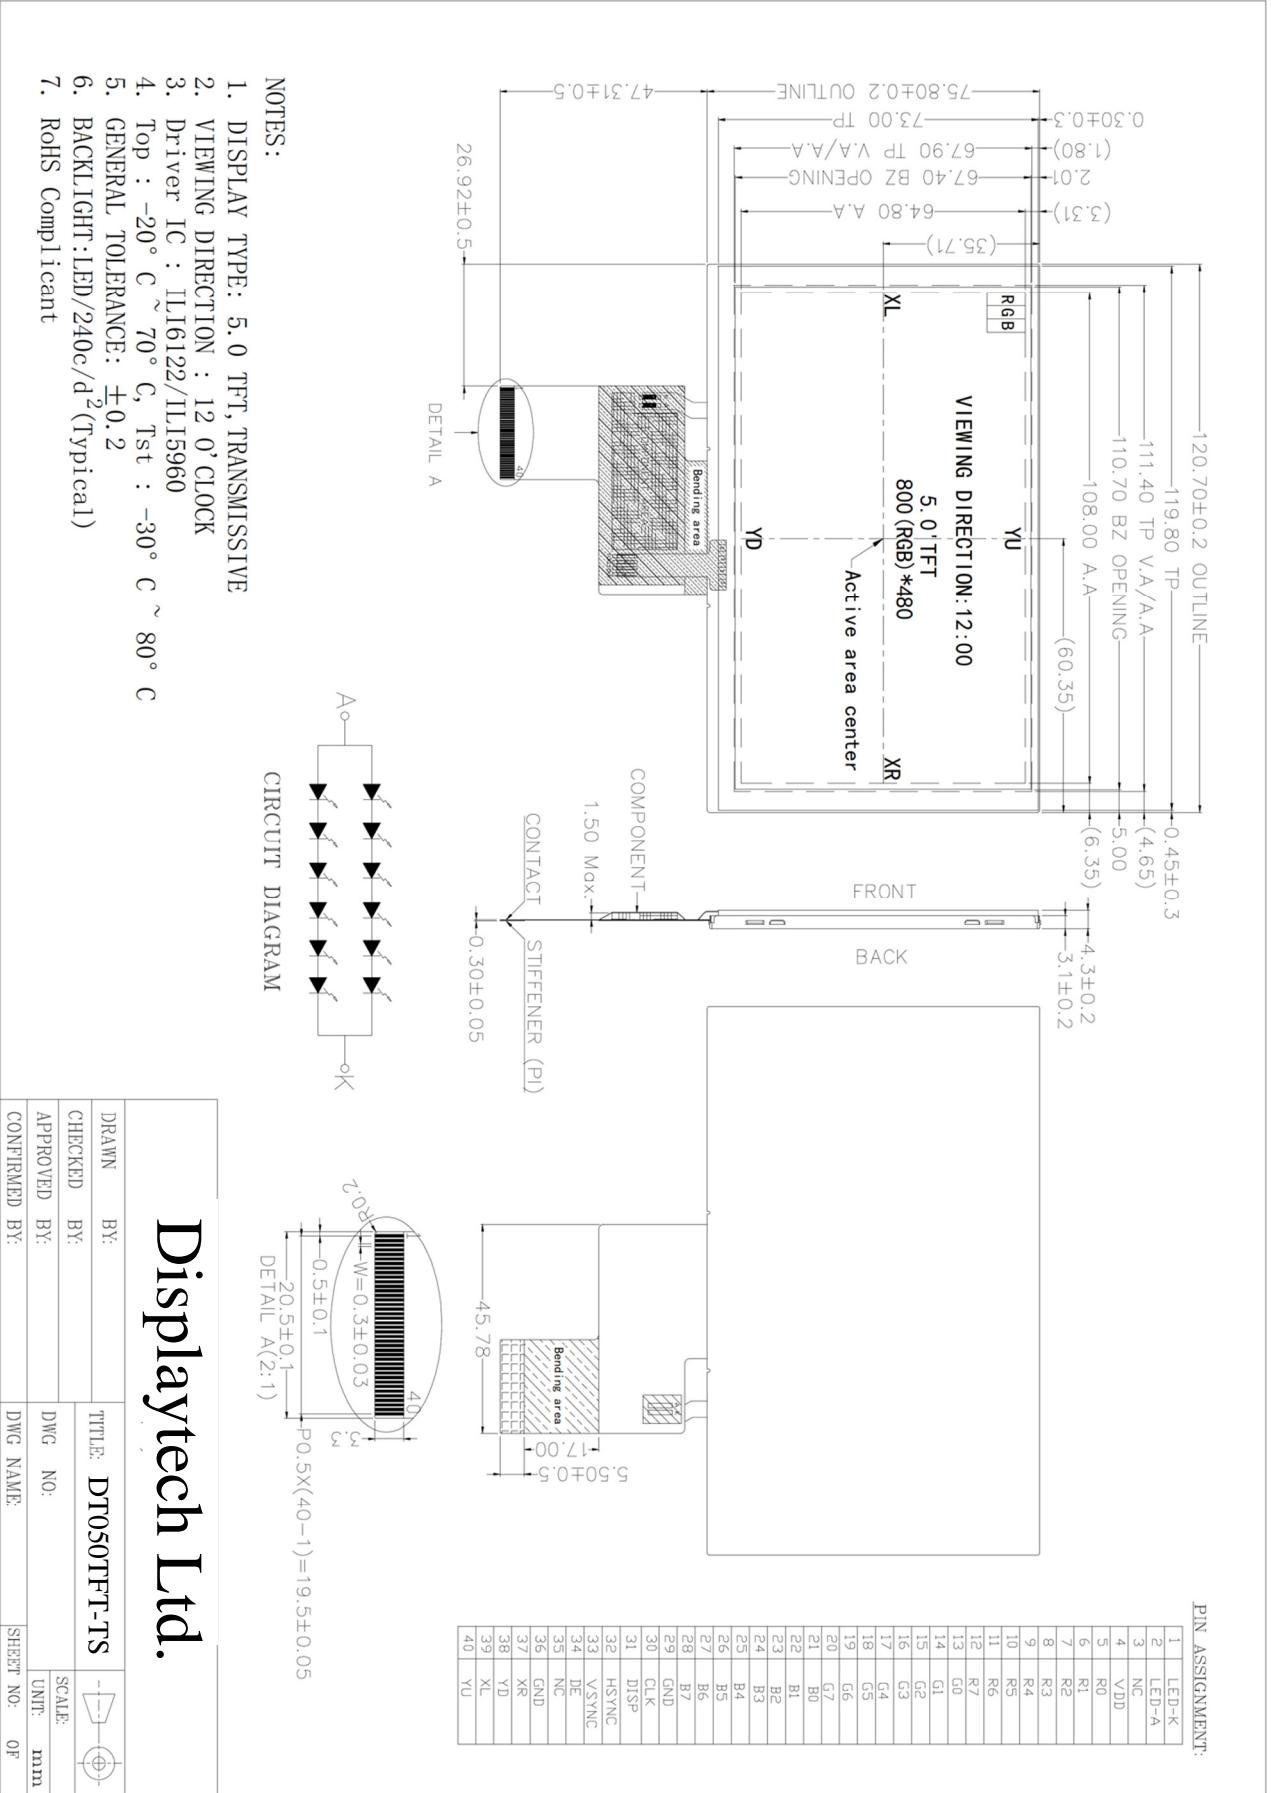 120.70±0.2 OUTLINE
119.80 TP
111.40 TP V.A/A.A
110.70 BZ OPENING
108.00 A.A
(60.35)
0.45±0.3
(4.65)
5.00
(6.35)
75.80±0.2 OUTLINE
47.31±0.5
0.30±0.3
73.00 TP
(1.80)
67.90 TP V.A/A.A
2.01
67.40 BZ OPENING
(3.31)
64.80 A.A
(35.71)
26.92±0.5
RGB
YU
XL
XR
YD
VIEWING DIRECTION:12:00
5.0'TFT
800(RGB)*480
Active area center
Bending area
40
DETAIL A
FRONT
BACK
4.3±0.2
3.1±0.2
COMPONENT
1.50 Max.
CONTACT
STIFFENER (PI)
0.30±0.05
45.78
Bending area
17.00
5.50±0.5
R0.2
40
W=0.3±0.03
0.5±0.1
20.5±0.1
P0.5X(40-1)=19.5±0.05
3.3
DETAIL A(2:1)
A
K
CIRCUIT DIAGRAM
NOTES:
1. DISPLAY TYPE: 5.0 TFT, TRANSMISSIVE
2. VIEWING DIRECTION : 12 O'CLOCK
3. Driver IC : ILI6122/ILI5960
4. Top : -20° C ~ 70° C, Tst : -30° C ~ 80° C
5. GENERAL TOLERANCE: ±0.2
6. BACKLIGHT:LED/240c/d²(Typical)
7. RoHS Complicant
PIN ASSIGNMENT:
1 LED-K
2 LED-A
3 NC
4 VDD
5 R0
6 R1
7 R2
8 R3
9 R4
10 R5
11 R6
12 R7
13 G0
14 G1
15 G2
16 G3
17 G4
18 G5
19 G6
20 G7
21 B0
22 B1
23 B2
24 B3
25 B4
26 B5
27 B6
28 B7
29 GND
30 CLK
31 DISP
32 HSYNC
33 VSYNC
34 DE
35 NC
36 GND
37 XR
38 YD
39 XL
40 YU
Displaytech Ltd.
DRAWN BY:
CHECKED BY:
APPROVED BY:
CONFIRMED BY:
TITLE: DT050TFT-TS
DWG NO:
DWG NAME:
SCALE:
UNIT: mm
SHEET NO: OF